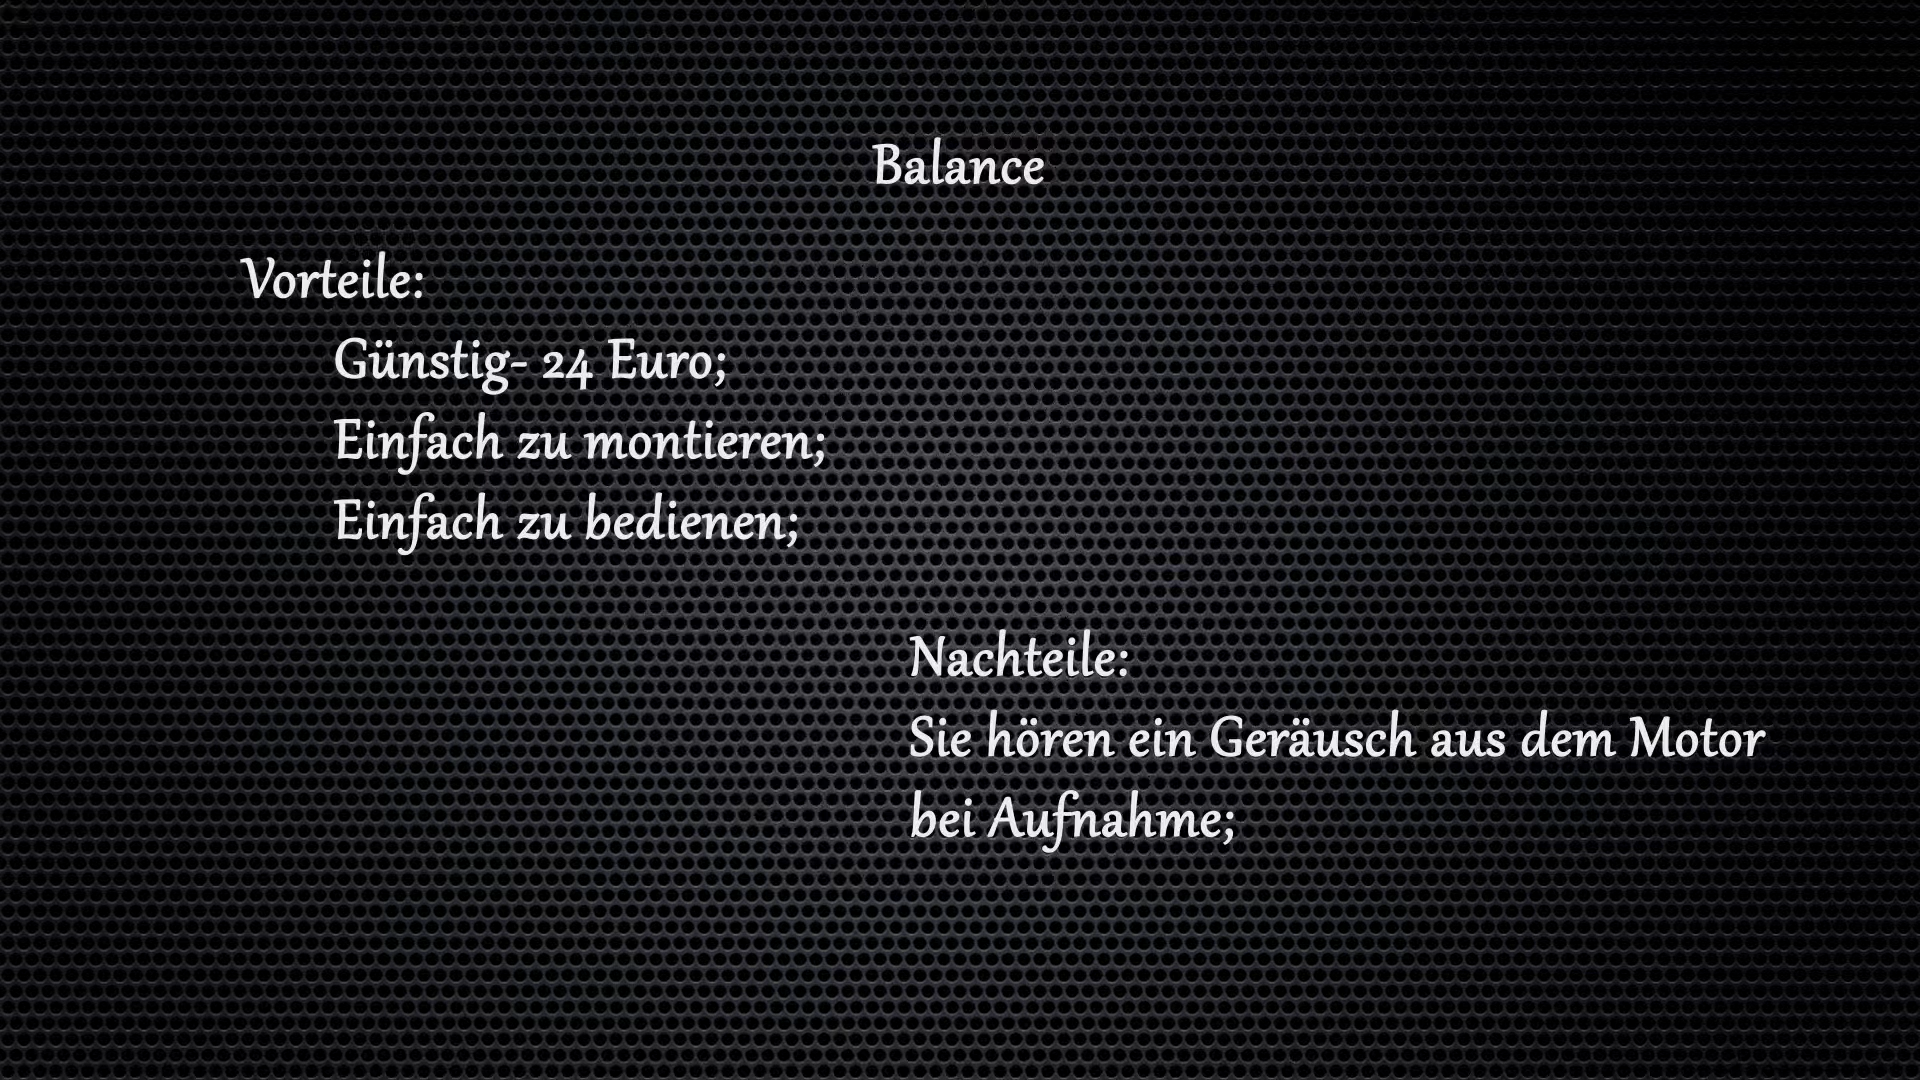 Balance
Vorteile:
Günstig- 24 Euro;
Einfach zu montieren;
Einfach zu bedienen;
Nachteile:
Sie hören ein Geräusch aus dem Motor
bei Aufnahme;